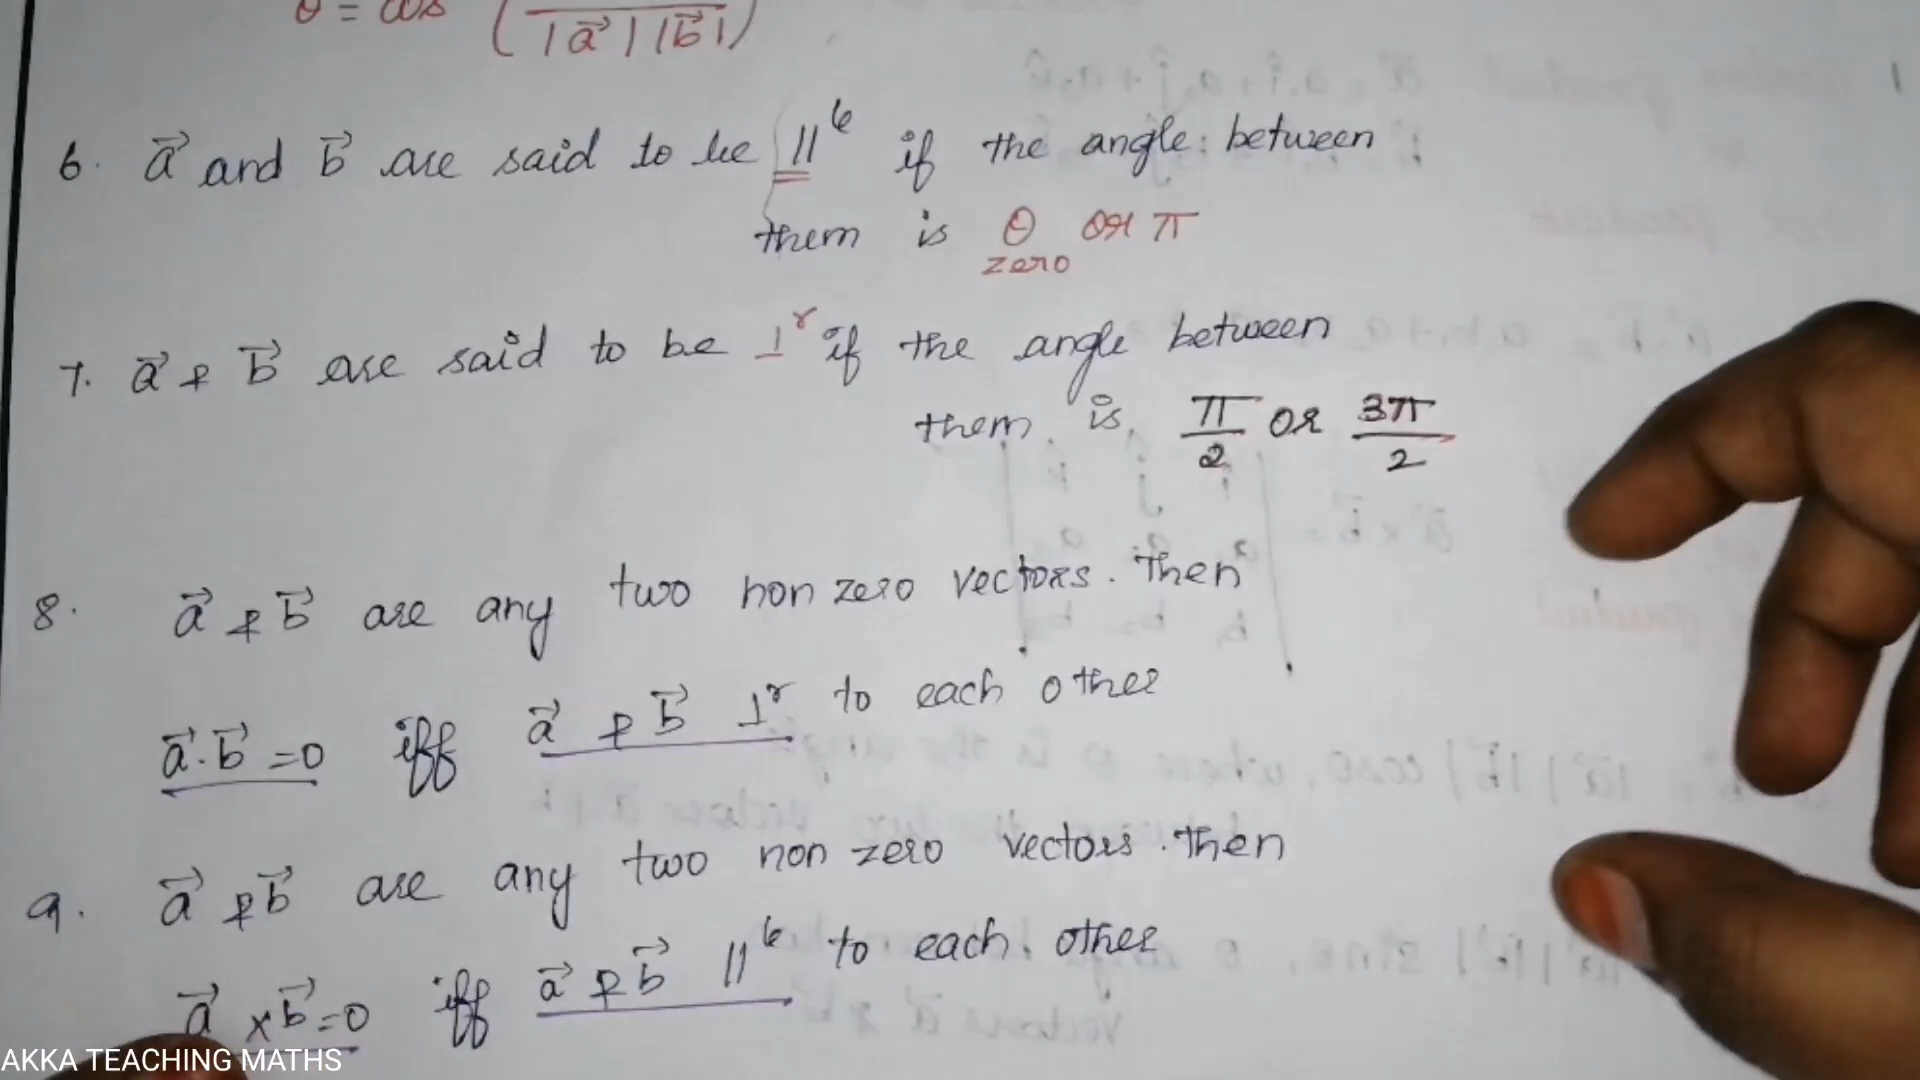 θ = cos (|a⃗||b⃗|)
6. a⃗ and b⃗ are said to be ||ˡᵉ if the angle between
them is 0 or π
zero
7. a⃗ & b⃗ are said to be ⊥ʳ if the angle between
them is π/2 or 3π/2
8. a⃗ & b⃗ are any two non zero vectors. Then
a⃗.b⃗ = 0 iff a⃗ & b⃗ ⊥ʳ to each other
9. a⃗ & b⃗ are any two non zero vectors. Then
a⃗ × b⃗ = 0 iff a⃗ & b⃗ ||ˡᵉ to each other
AKKA TEACHING MATHS